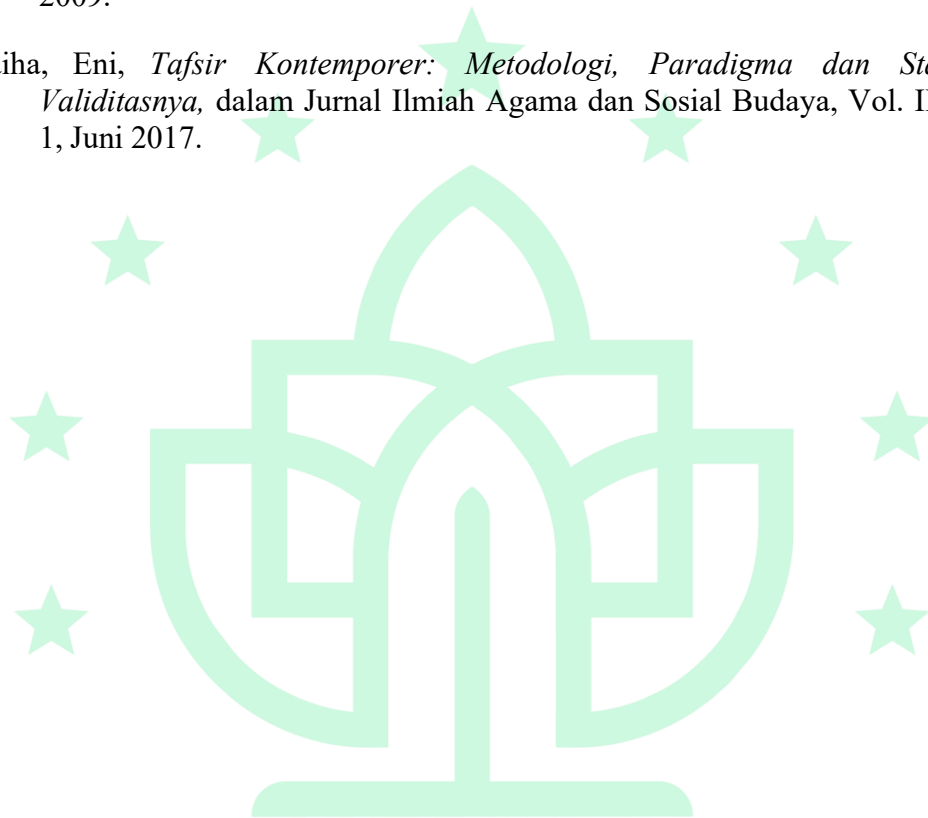 2009.
iha, Eni, Tafsir Kontemporer: Metodologi, Paradigma dan
Validitasnya, dalam Jurnal Ilmiah Agama dan Sosial Budaya, Vol.
1, Juni 2017.